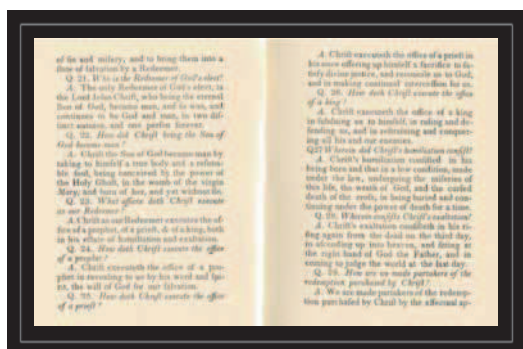 of sin and misery, and to bring them into a
state of salvation by a Redeemer.
Q. 21. Who is the Redeemer of God's elect?
A. The only Redeemer of God's elect, is
the Lord Jesus Christ, who being the eternal
Son of God, became man, and so was, and
continues to be God and man, in two dis-
tinct natures, and one person forever.
Q. 22. How did Christ being the Son of
God become man?
A. Christ the Son of God became man by
taking to himself a true body and a reasona-
ble soul, being conceived by the power of
the Holy Ghost, in the womb of the virgin
Mary, and born of her, and yet without sin.
Q. 23. What offices doth Christ execute
as our Redeemer?
A. Christ as our Redeemer executes the of-
fice of a prophet, of a priest, & of a king, both
in his estate of humiliation and exaltation.
Q. 24. How doth Christ execute the office
of a prophet?
A. Christ executeth the office of a pro-
phet in revealing to us by his word and spi-
rit, the will of God for our salvation.
Q. 25. How doth Christ execute the office
of a priest?
A. Christ executeth the office of a priest in
his once offering up himself a sacrifice to sa-
tisfy divine justice, and reconcile us to God,
and in making continual intercession for us.
Q. 26. How doth Christ execute the office
of a king?
A. Christ executeth the office of a king
in subduing us to himself, in ruling and de-
fending us, and in restraining and conquer-
ing all his and our enemies.
Q27 Wherein did Christ's humiliation consist?
A. Christ's humiliation consisted in his
being born and that in a low condition, made
under the law, undergoing the miseries of
this life, the wrath of God, and the cursed
death of the cross, in being buried and con-
tinuing under the power of death for a time.
Q. 28. Wherein consists Christ's exaltation?
A. Christ's exaltation consisteth in his ri-
sing again from the dead on the third day,
in ascending up into heaven, and sitting at
the right hand of God the Father, and in
coming to judge the world at the last day.
Q. 29. How are we made partakers of the
redemption purchased by Christ?
A. We are made partakers of the redemp-
tion purchased by Christ by the effectual ap-